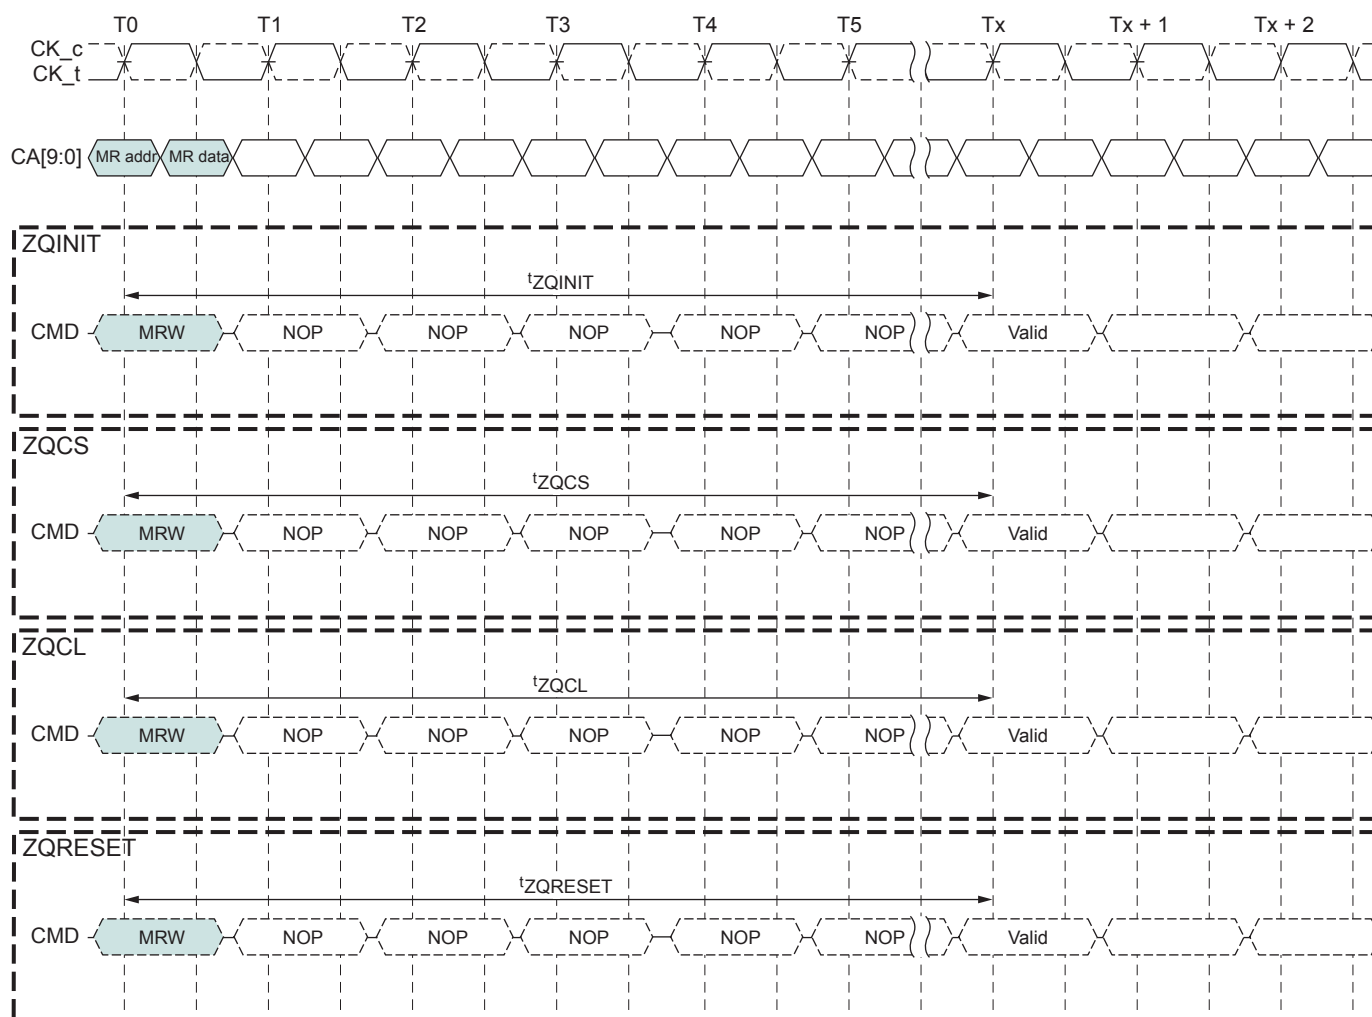 T0 T1 T2 T3 T4 T5 Tx Tx + 1 Tx + 2
CK_c
CK_t
CA[9:0] MR addr MR data
ZQINIT
tZQINIT
CMD MRW NOP NOP NOP NOP NOP Valid
ZQCS
tZQCS
CMD MRW NOP NOP NOP NOP NOP Valid
ZQCL
tZQCL
CMD MRW NOP NOP NOP NOP NOP Valid
ZQRESET
tZQRESET
CMD MRW NOP NOP NOP NOP NOP Valid